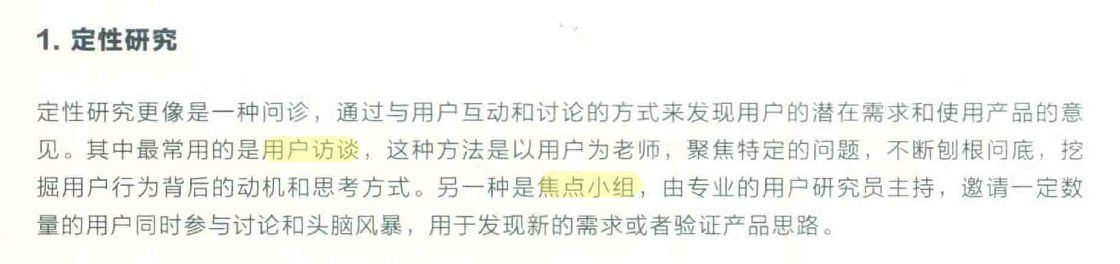 1. 定性研究
定性研究更像是一种问诊，通过与用户互动和讨论的方式来发现用户的潜在需求和使用产品的意
见。其中最常用的是用户访谈，这种方法是以用户为老师，聚焦特定的问题，不断刨根问底，挖
掘用户行为背后的动机和思考方式。另一种是焦点小组，由专业的用户研究员主持，邀请一定数
量的用户同时参与讨论和头脑风暴，用于发现新的需求或者验证产品思路。